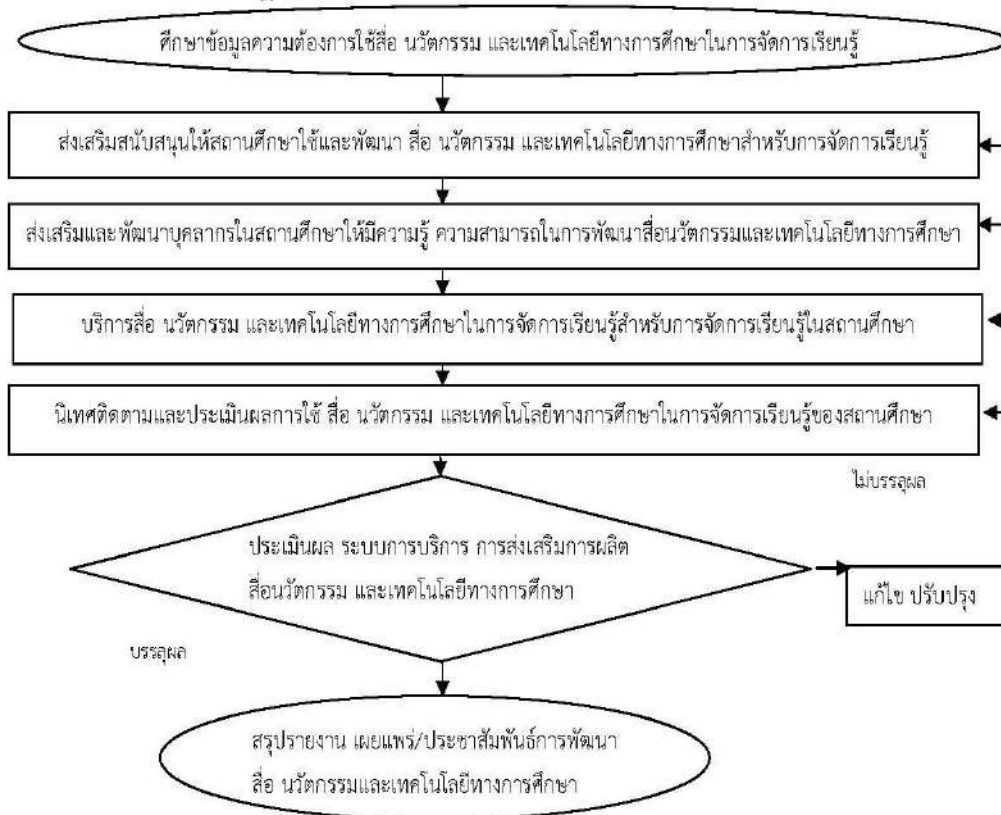 ศึกษาข้อมูลความต้องการใช้สื่อ นวัตกรรม และเทคโนโลยีทางการศึกษาในการจัดการเรียนรู้
ส่งเสริมสนับสนุนให้สถานศึกษาใช้และพัฒนา สื่อ นวัตกรรม และเทคโนโลยีทางการศึกษาสำหรับการจัดการเรียนรู้
ส่งเสริมและพัฒนาบุคลากรในสถานศึกษาให้มีความรู้ ความสามารถในการพัฒนาสื่อนวัตกรรมและเทคโนโลยีทางการศึกษา
บริการสื่อ นวัตกรรม และเทคโนโลยีทางการศึกษาในการจัดการเรียนรู้สำหรับการจัดการเรียนรู้ในสถานศึกษา
นิเทศติดตามและประเมินผลการใช้ สื่อ นวัตกรรม และเทคโนโลยีทางการศึกษาในการจัดการเรียนรู้ของสถานศึกษา
ไม่บรรลุผล
ประเมินผล ระบบการบริการ การส่งเสริมการผลิต
สื่อนวัตกรรม และเทคโนโลยีทางการศึกษา
แก้ไข ปรับปรุง
บรรลุผล
สรุปรายงาน เผยแพร่/ประชาสัมพันธ์การพัฒนา
สื่อ นวัตกรรมและเทคโนโลยีทางการศึกษา